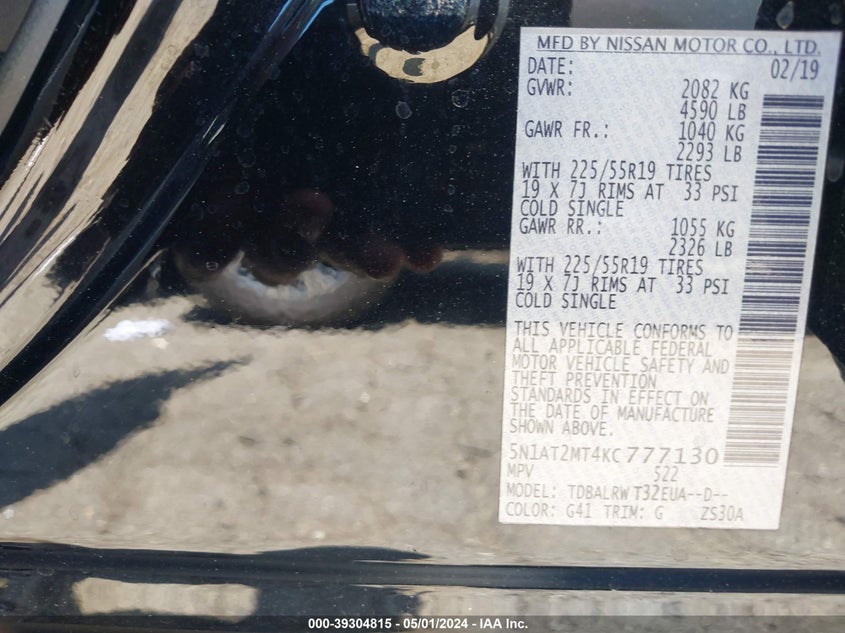 MFD BY NISSAN MOTOR CO., LTD.
DATE: 02/19
GVWR: 2082 KG
4590 LB
GAWR FR.: 1040 KG
2293 LB
WITH 225/55R19 TIRES
19 X 7J RIMS AT 33 PSI
COLD SINGLE
GAWR RR.: 1055 KG
2326 LB
WITH 225/55R19 TIRES
19 X 7J RIMS AT 33 PSI
COLD SINGLE
THIS VEHICLE CONFORMS TO
ALL APPLICABLE FEDERAL
MOTOR VEHICLE SAFETY AND
THEFT PREVENTION
STANDARDS IN EFFECT ON
THE DATE OF MANUFACTURE
SHOWN ABOVE.
5N1AT2MT4KC777130
MPV 522
MODEL: TDBALRW T32EUA--D--
COLOR: G41 TRIM: G ZS30A
000-39304815 - 05/01/2024 - IAA Inc.